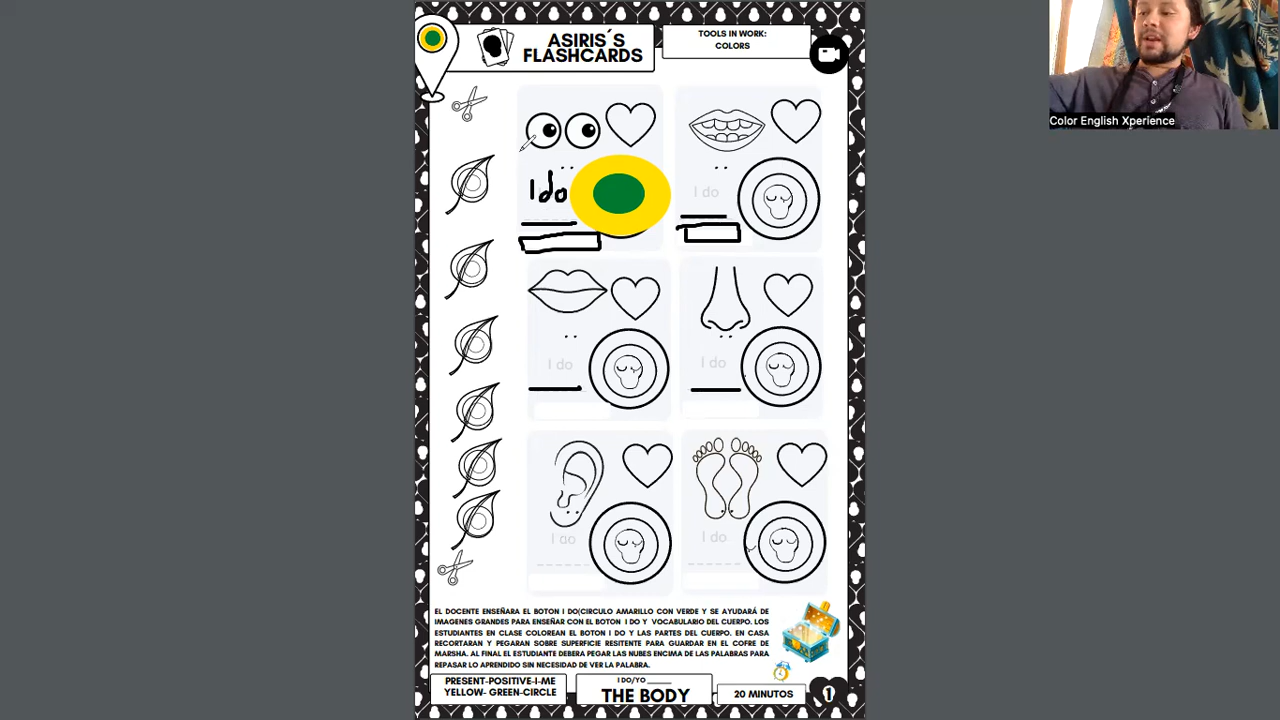 ASIRIS´S
FLASHCARDS
TOOLS IN WORK:
COLORS
Color English Xperience
I do
I do
I do
I do
I do
I do
EL DOCENTE ENSEÑARA EL BOTON I DO(CIRCULO AMARILLO CON VERDE Y SE AYUDARÁ DE
IMAGENES GRANDES PARA ENSEÑAR CON EL BOTON I DO Y VOCABULARIO DEL CUERPO. LOS
ESTUDIANTES EN CLASE COLOREAN EL BOTON I DO Y LAS PARTES DEL CUERPO. EN CASA
RECORTARAN Y PEGARAN SOBRE SUPERFICIE RESITENTE PARA GUARDAR EN EL COFRE DE
MARSHA. AL FINAL EL ESTUDIANTE DEBERA PEGAR LAS NUBES ENCIMA DE LAS PALABRAS PARA
REPASAR LO APRENDIDO SIN NECESIDAD DE VER LA PALABRA.
PRESENT-POSITIVE-I-ME
YELLOW- GREEN-CIRCLE
I DO/YO ______
THE BODY
20 MINUTOS
1